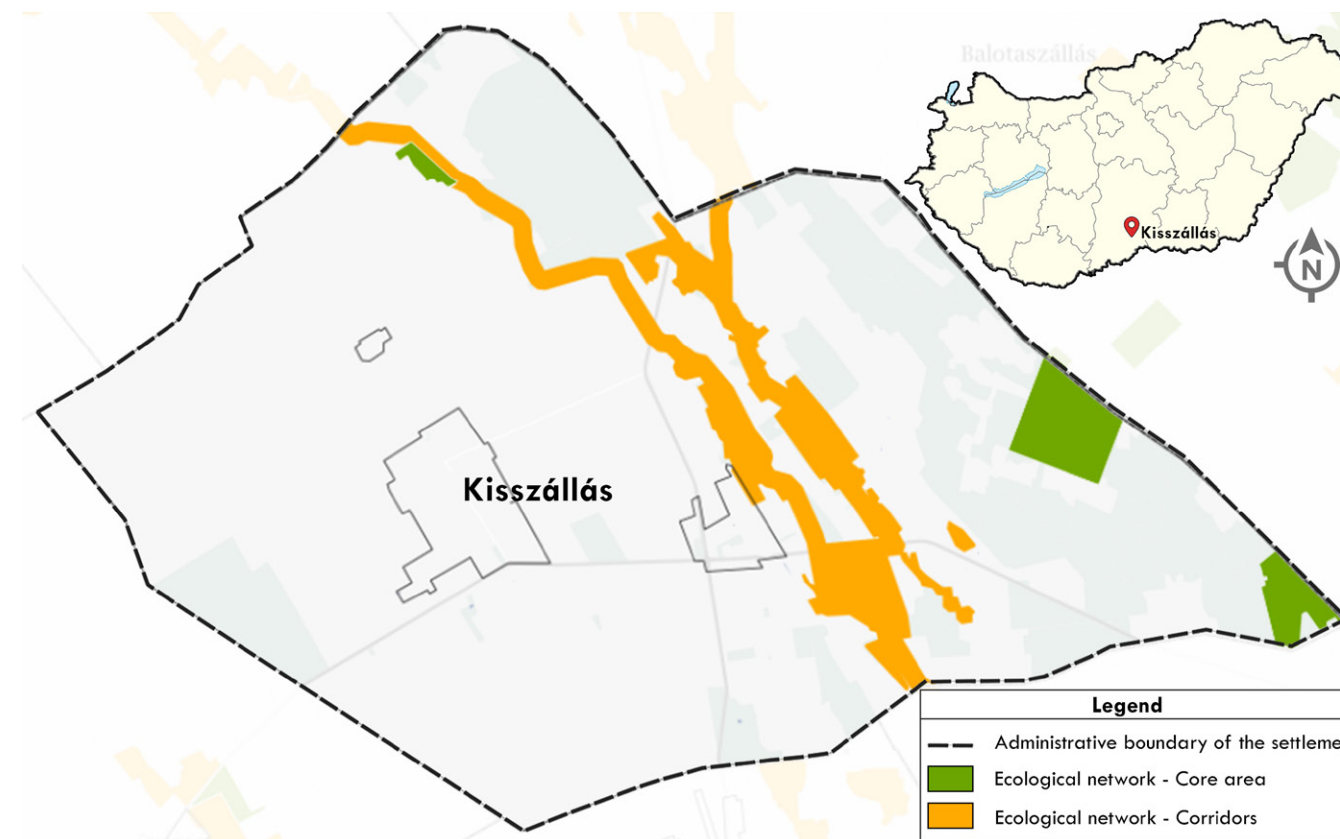 Balotaszállás
Kisszállás
N
Kisszállás
Legend
Administrative boundary of the settleme
Ecological network - Core area
Ecological network - Corridors